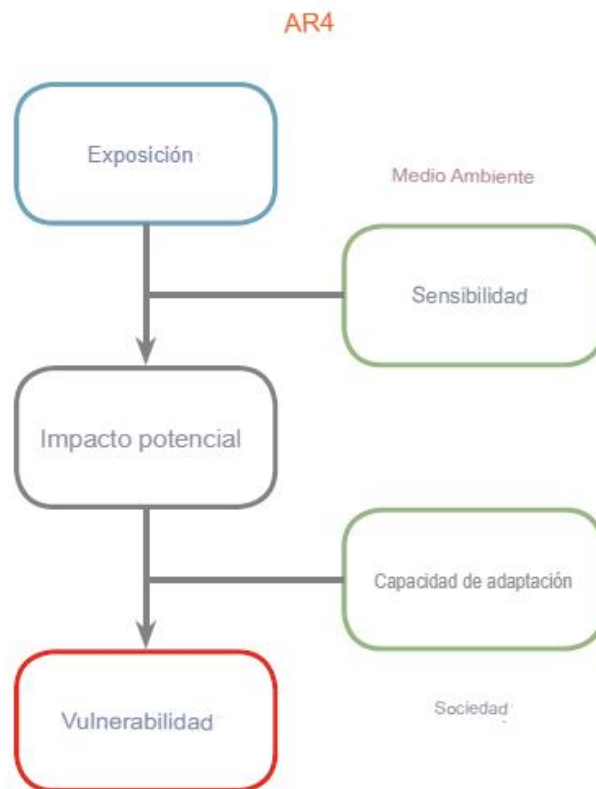 AR4
Exposición
Medio Ambiente
Sensibilidad
Impacto potencial
Capacidad de adaptación
Vulnerabilidad
Sociedad